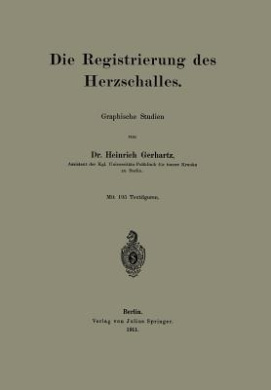 Die Registrierung des
Herzschalles.
Graphische Studien
von
Dr. Heinrich Gerhartz,
Assistent der Kgl. Universitäts-Poliklinik für innere Kranke
zu Berlin.
Mit 195 Textfiguren.
Berlin.
Verlag von Julius Springer.
1911.